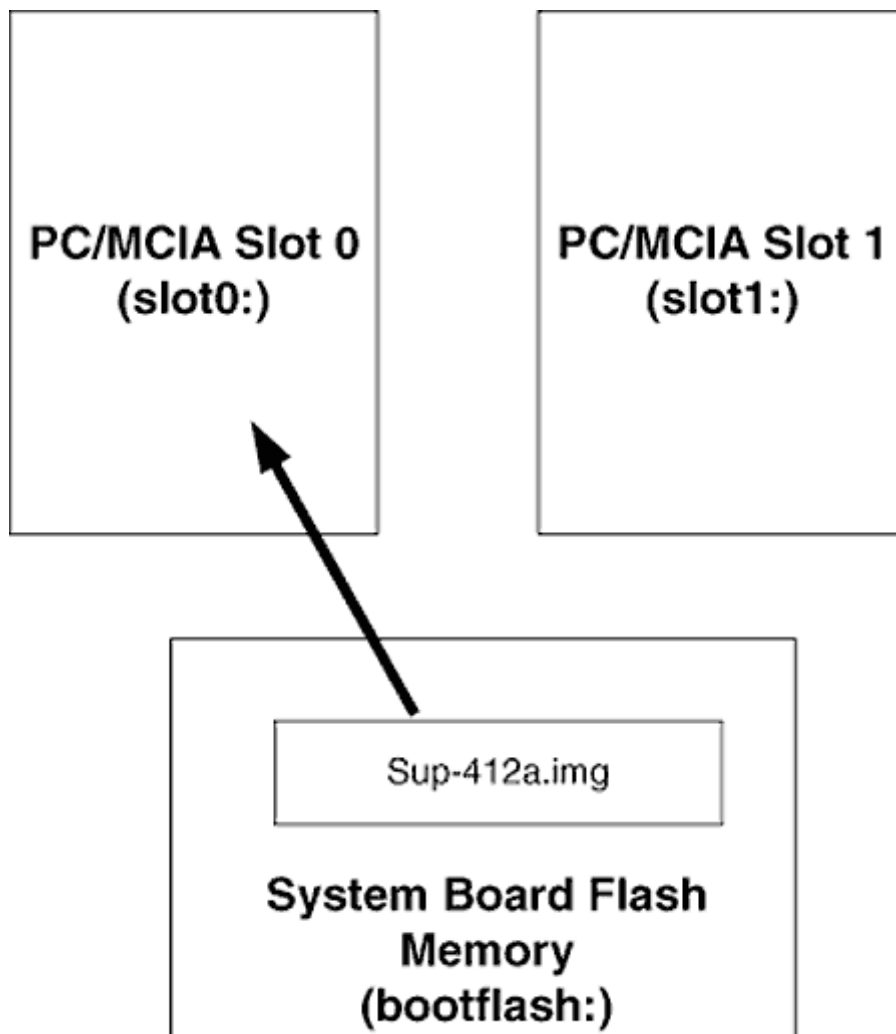 PC/MCIA Slot 0
(slot0:)
PC/MCIA Slot 1
(slot1:)
Sup-412a.img
System Board Flash
Memory
(bootflash:)